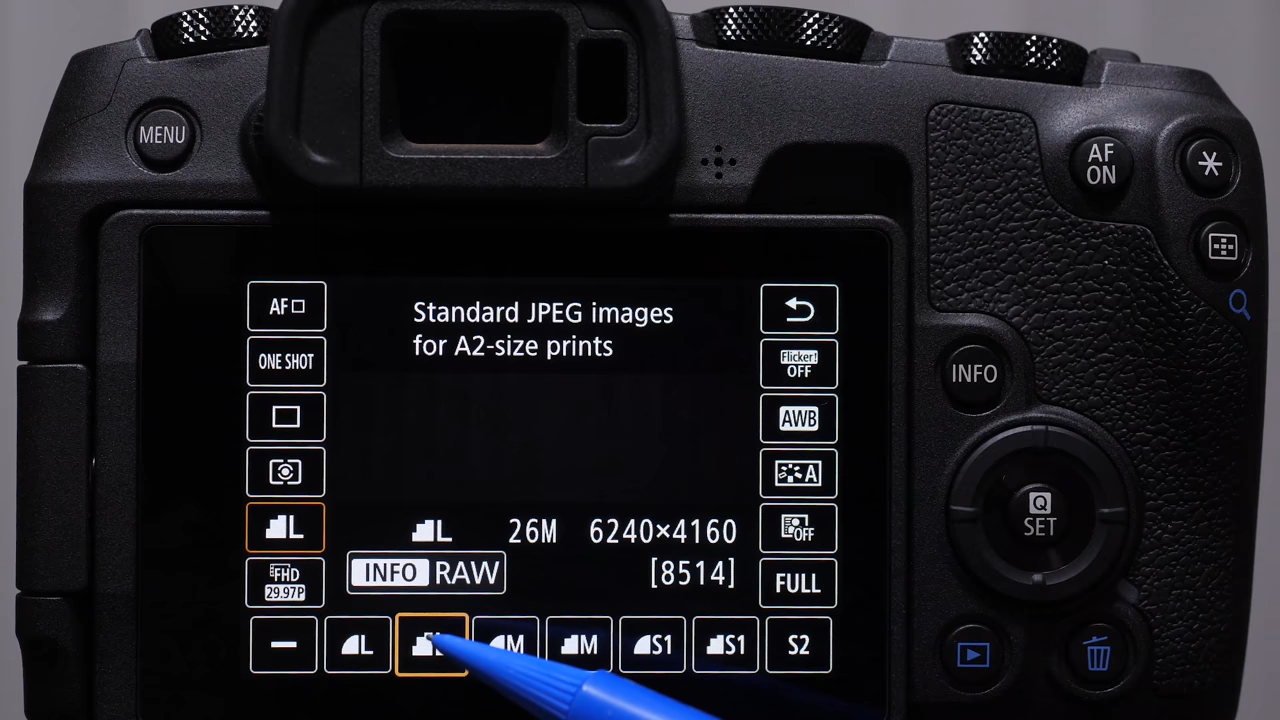 MENU
AF
ON
INFO
Q
SET
AF
ONE SHOT
L
FHD
29.97P
Standard JPEG images
for A2-size prints
L 26M 6240×4160
INFO RAW [8514]
Flicker!
OFF
AWB
A
OFF
FULL
L
M
M
S1
S1
S2